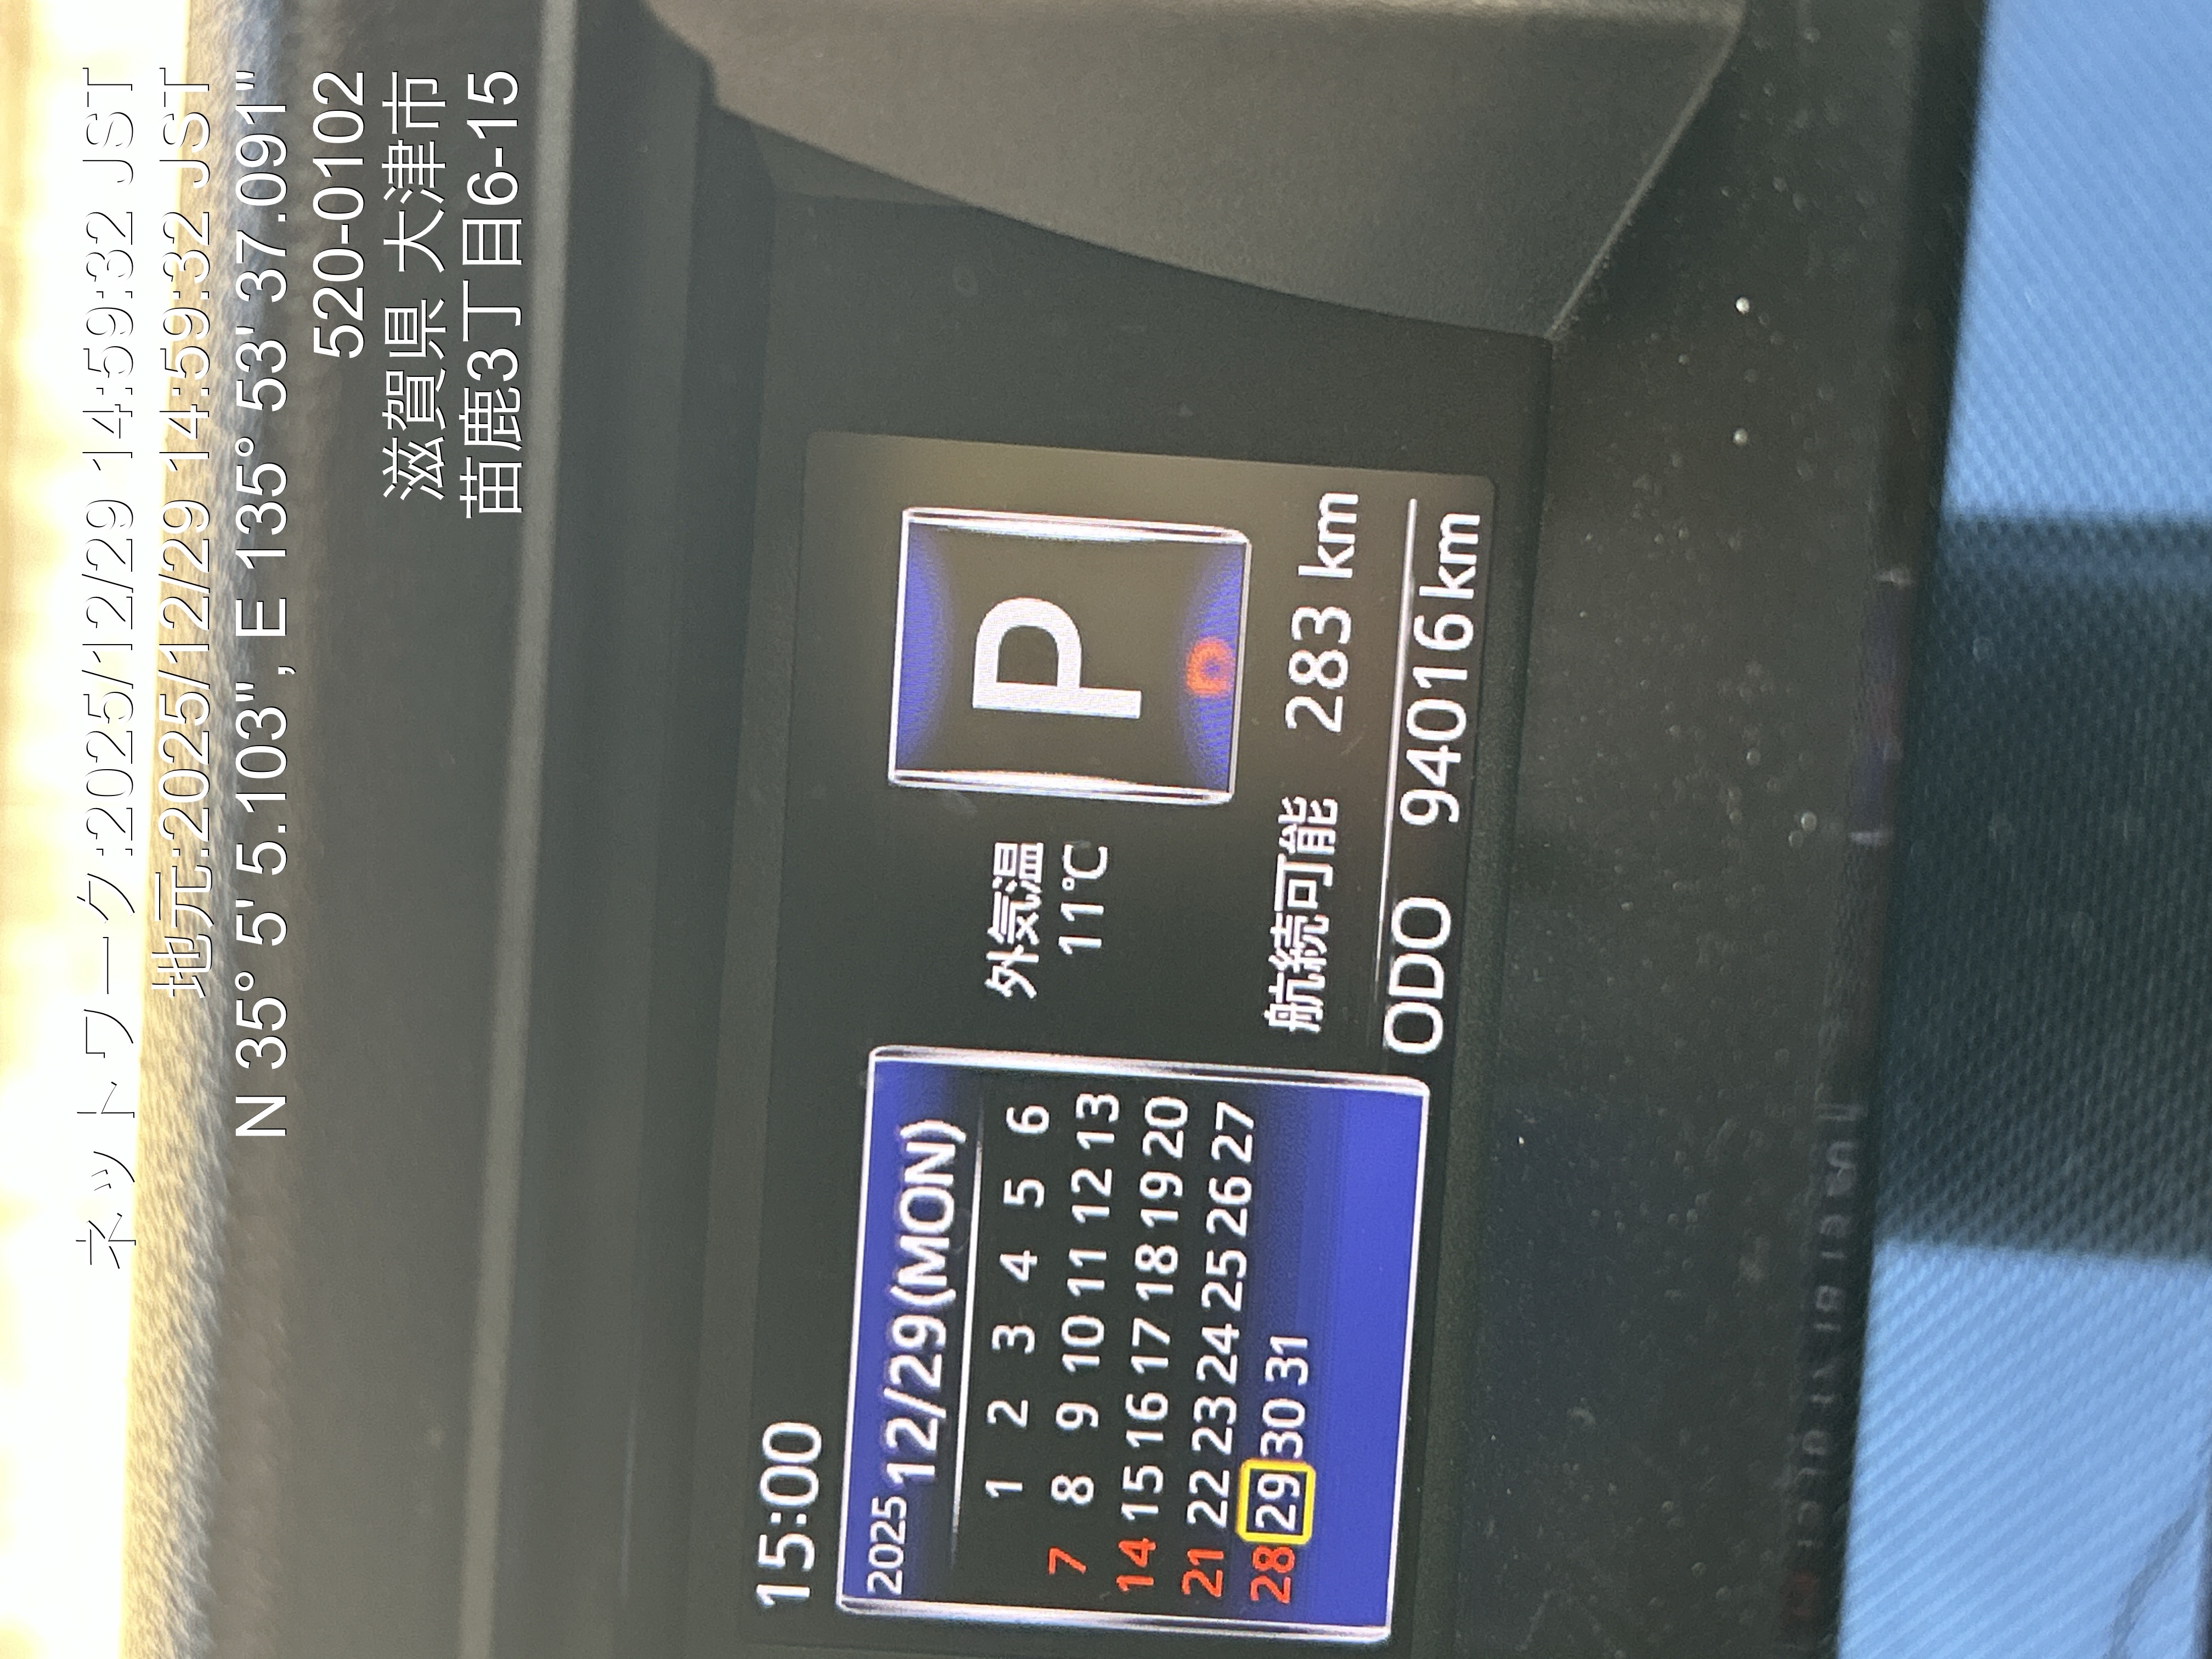 ネットワーク:2025/12/29 14:59:32 JST
地元:2025/12/29 14:59:32 JST
N 35° 5' 5.103", E 135° 53' 37.091"
520-0102
滋賀県 大津市
苗鹿3丁目6-15
15:00
2025 12/29(MON)
1 2 3 4 5 6
7 8 9 10 11 12 13
14 15 16 17 18 19 20
21 22 23 24 25 26 27
28 29 30 31
外気温
11℃
P
航続可能 283 km
ODO 94016 km